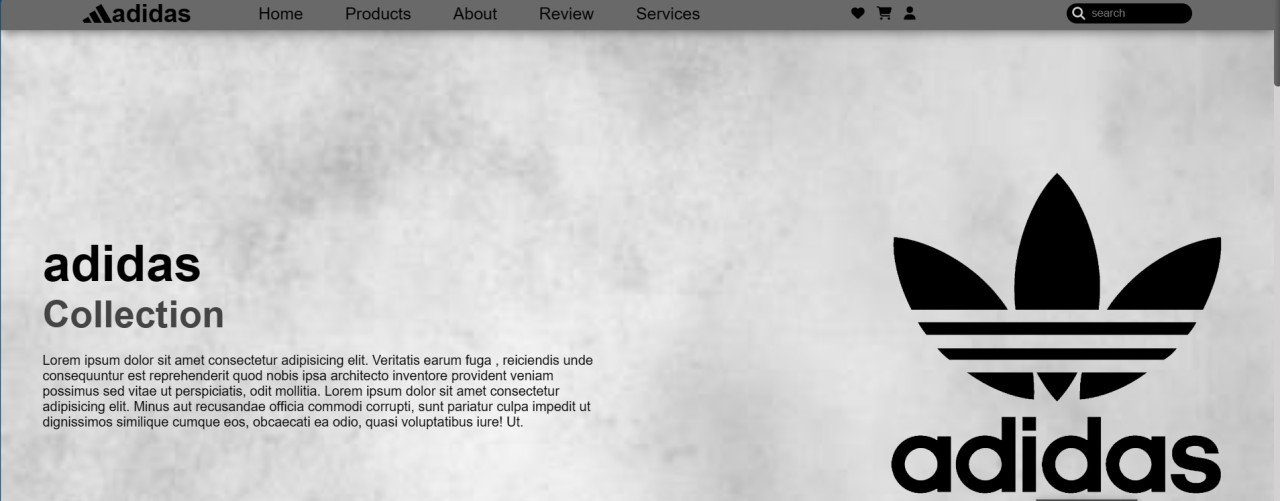 adidas
Home
Products
About
Review
Services
search
adidas
Collection
Lorem ipsum dolor sit amet consectetur adipisicing elit. Veritatis earum fuga , reiciendis unde
consequuntur est reprehenderit quod nobis ipsa architecto inventore provident veniam
possimus sed vitae ut perspiciatis, odit mollitia. Lorem ipsum dolor sit amet consectetur
adipisicing elit. Minus aut recusandae officia commodi corrupti, sunt pariatur culpa impedit ut
dignissimos similique cumque eos, obcaecati ea odio, quasi voluptatibus iure! Ut.
adidas